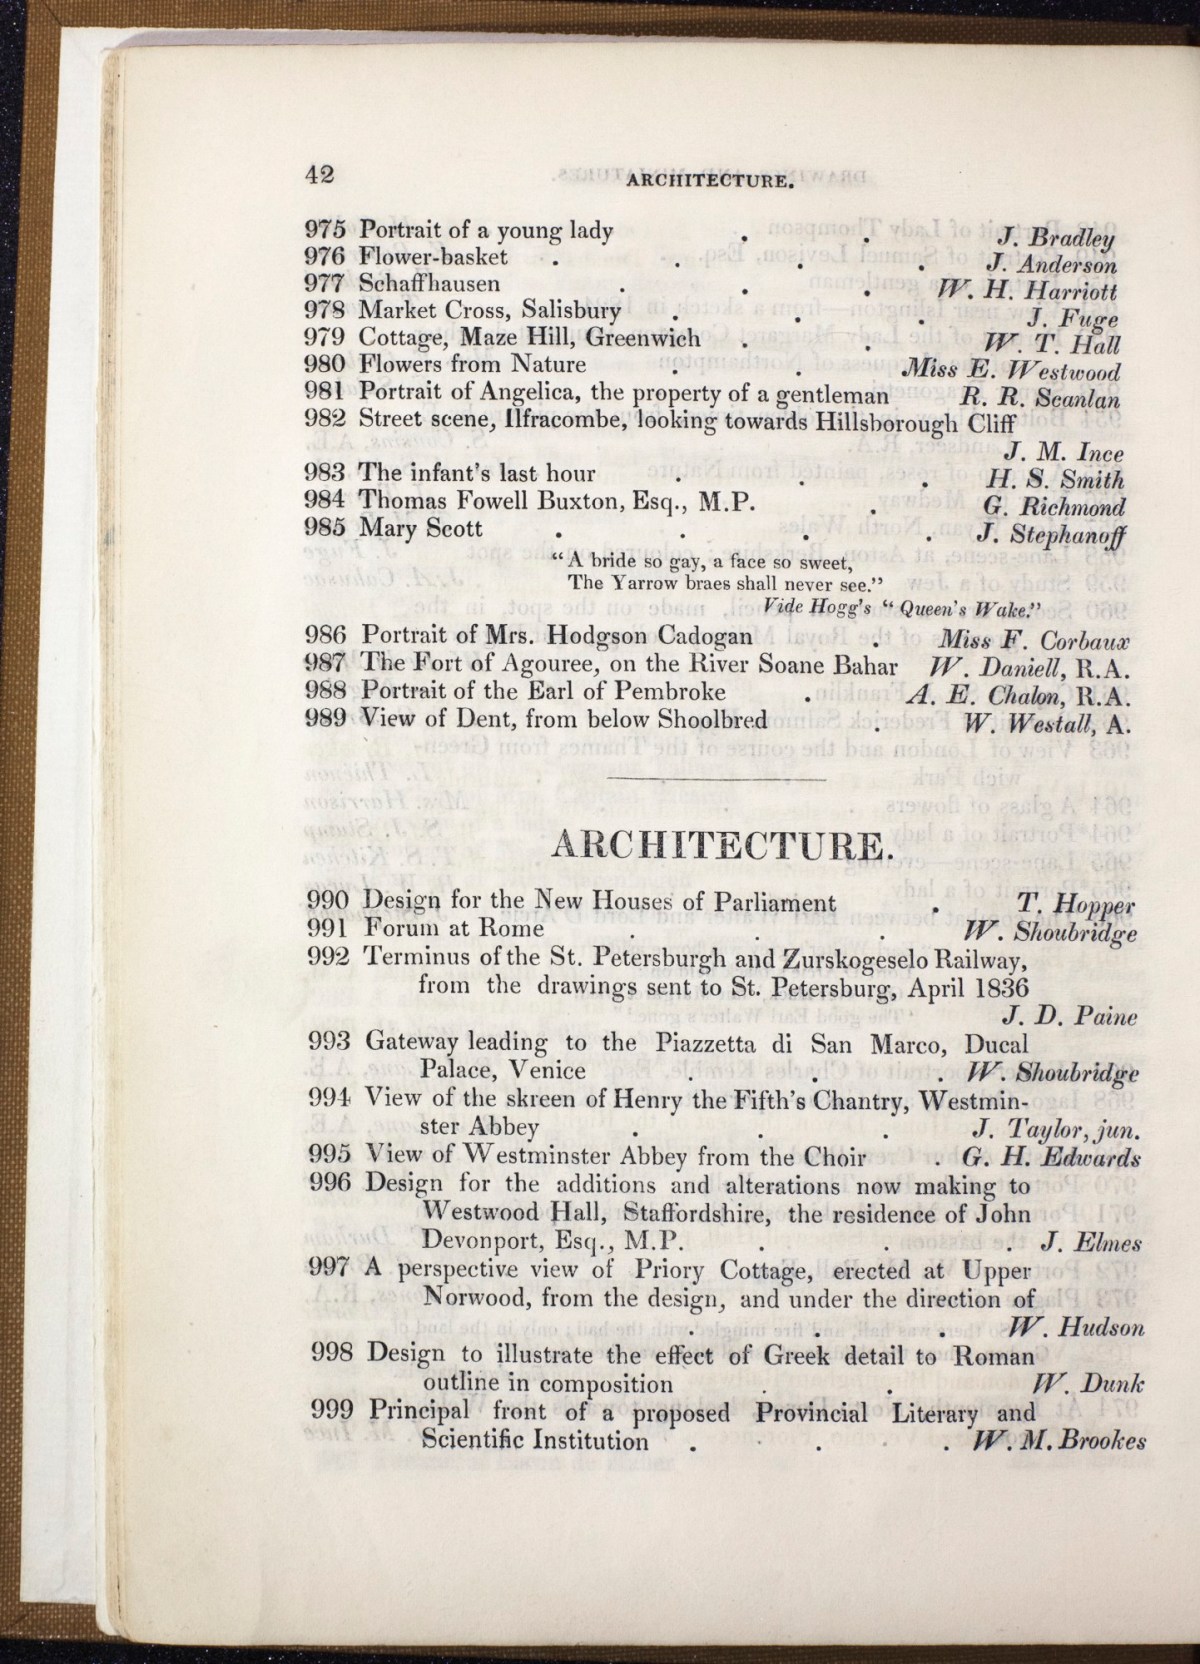 42 ARCHITECTURE.
975 Portrait of a young lady . . J. Bradley
976 Flower-basket . . . . J. Anderson
977 Schaffhausen . . . W. H. Harriott
978 Market Cross, Salisbury . . . J. Fuge
979 Cottage, Maze Hill, Greenwich . . W. T. Hall
980 Flowers from Nature . . Miss E. Westwood
981 Portrait of Angelica, the property of a gentleman R. R. Scanlan
982 Street scene, Ilfracombe, looking towards Hillsborough Cliff
J. M. Ince
983 The infant's last hour . . . H. S. Smith
984 Thomas Fowell Buxton, Esq., M.P. . G. Richmond
985 Mary Scott . . . . J. Stephanoff
"A bride so gay, a face so sweet,
The Yarrow braes shall never see."
Vide Hogg's "Queen's Wake."
986 Portrait of Mrs. Hodgson Cadogan . Miss F. Corbaux
987 The Fort of Agouree, on the River Soane Bahar W. Daniell, R.A.
988 Portrait of the Earl of Pembroke . A. E. Chalon, R.A.
989 View of Dent, from below Shoolbred . W. Westall, A.
ARCHITECTURE.
990 Design for the New Houses of Parliament . T. Hopper
991 Forum at Rome . . . W. Shoubridge
992 Terminus of the St. Petersburgh and Zurskogeselo Railway,
from the drawings sent to St. Petersburg, April 1836
J. D. Paine
993 Gateway leading to the Piazzetta di San Marco, Ducal
Palace, Venice . . . W. Shoubridge
994 View of the skreen of Henry the Fifth's Chantry, Westmin-
ster Abbey . . . J. Taylor, jun.
995 View of Westminster Abbey from the Choir . G. H. Edwards
996 Design for the additions and alterations now making to
Westwood Hall, Staffordshire, the residence of John
Devonport, Esq., M.P. . . . J. Elmes
997 A perspective view of Priory Cottage, erected at Upper
Norwood, from the design, and under the direction of
. . . W. Hudson
998 Design to illustrate the effect of Greek detail to Roman
outline in composition . . W. Dunk
999 Principal front of a proposed Provincial Literary and
Scientific Institution . . . W. M. Brookes